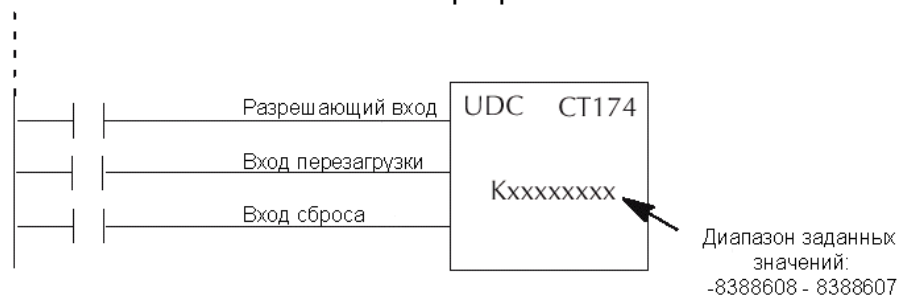 Разрешающий вход
UDC CT174
Вход перезагрузки
Kxxxxxxxx
Вход сброса
Диапазон заданных
значений:
-8388608 - 8388607